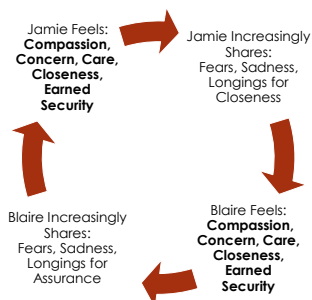 Jamie Feels:
Compassion,
Concern, Care,
Closeness,
Earned
Security
Jamie Increasingly
Shares:
Fears, Sadness,
Longings for
Closeness
Blaire Feels:
Compassion,
Concern, Care,
Closeness,
Earned
Security
Blaire Increasingly
Shares:
Fears, Sadness,
Longings for
Assurance